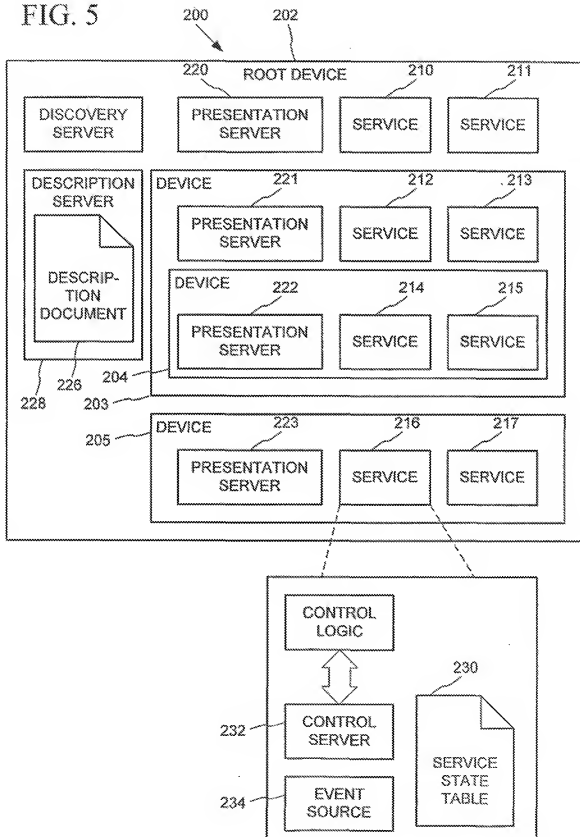 FIG. 5
200
202
ROOT DEVICE
220
210
211
DISCOVERY
SERVER
PRESENTATION
SERVER
SERVICE
SERVICE
DESCRIPTION
SERVER
DESCRIP-
TION
DOCUMENT
226
228
DEVICE
221
212
213
PRESENTATION
SERVER
SERVICE
SERVICE
DEVICE
222
214
215
PRESENTATION
SERVER
SERVICE
SERVICE
204
203
205
DEVICE
223
216
217
PRESENTATION
SERVER
SERVICE
SERVICE
CONTROL
LOGIC
232
CONTROL
SERVER
234
EVENT
SOURCE
230
SERVICE
STATE
TABLE